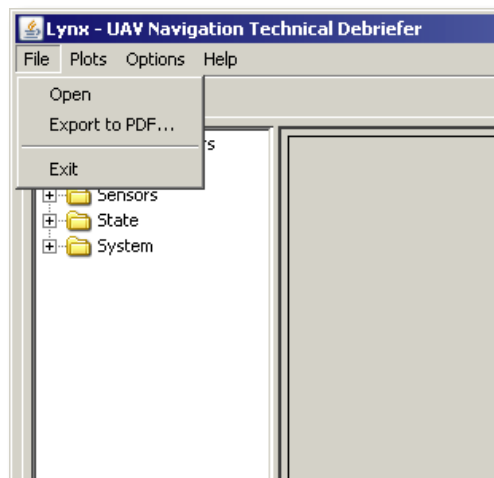 Lynx - UAV Navigation Technical Debriefer
File Plots Options Help
Open
Export to PDF...
Exit
Sensors
State
System